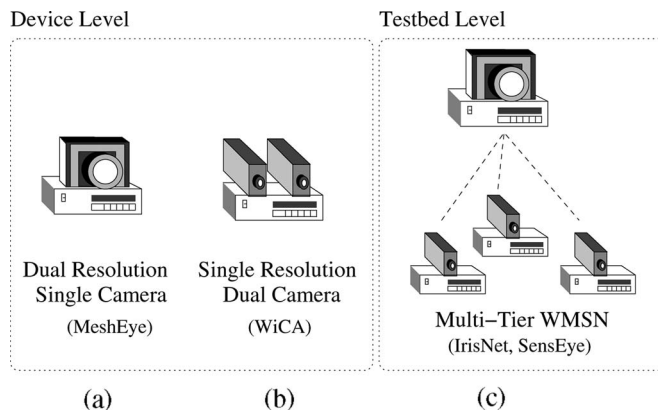 Device Level
Testbed Level
Dual Resolution
Single Camera
(MeshEye)
Single Resolution
Dual Camera
(WiCA)
Multi−Tier WMSN
(IrisNet, SensEye)
(a)
(b)
(c)